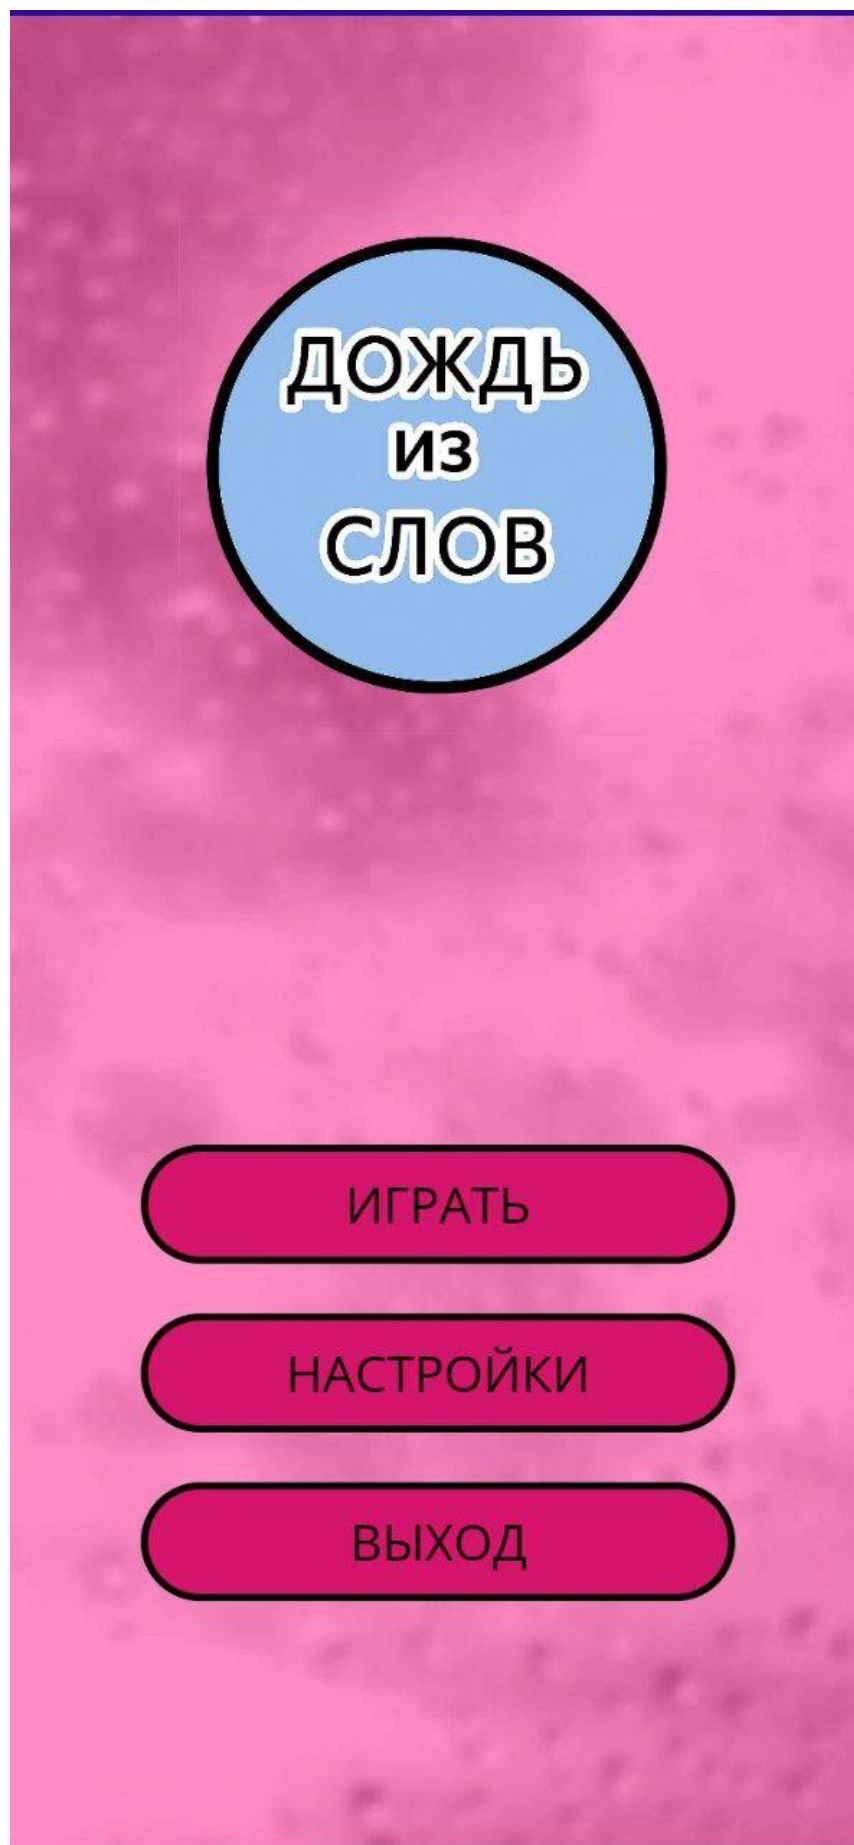 ДОЖДЬ
из
СЛОВ
ИГРАТЬ
НАСТРОЙКИ
ВЫХОД